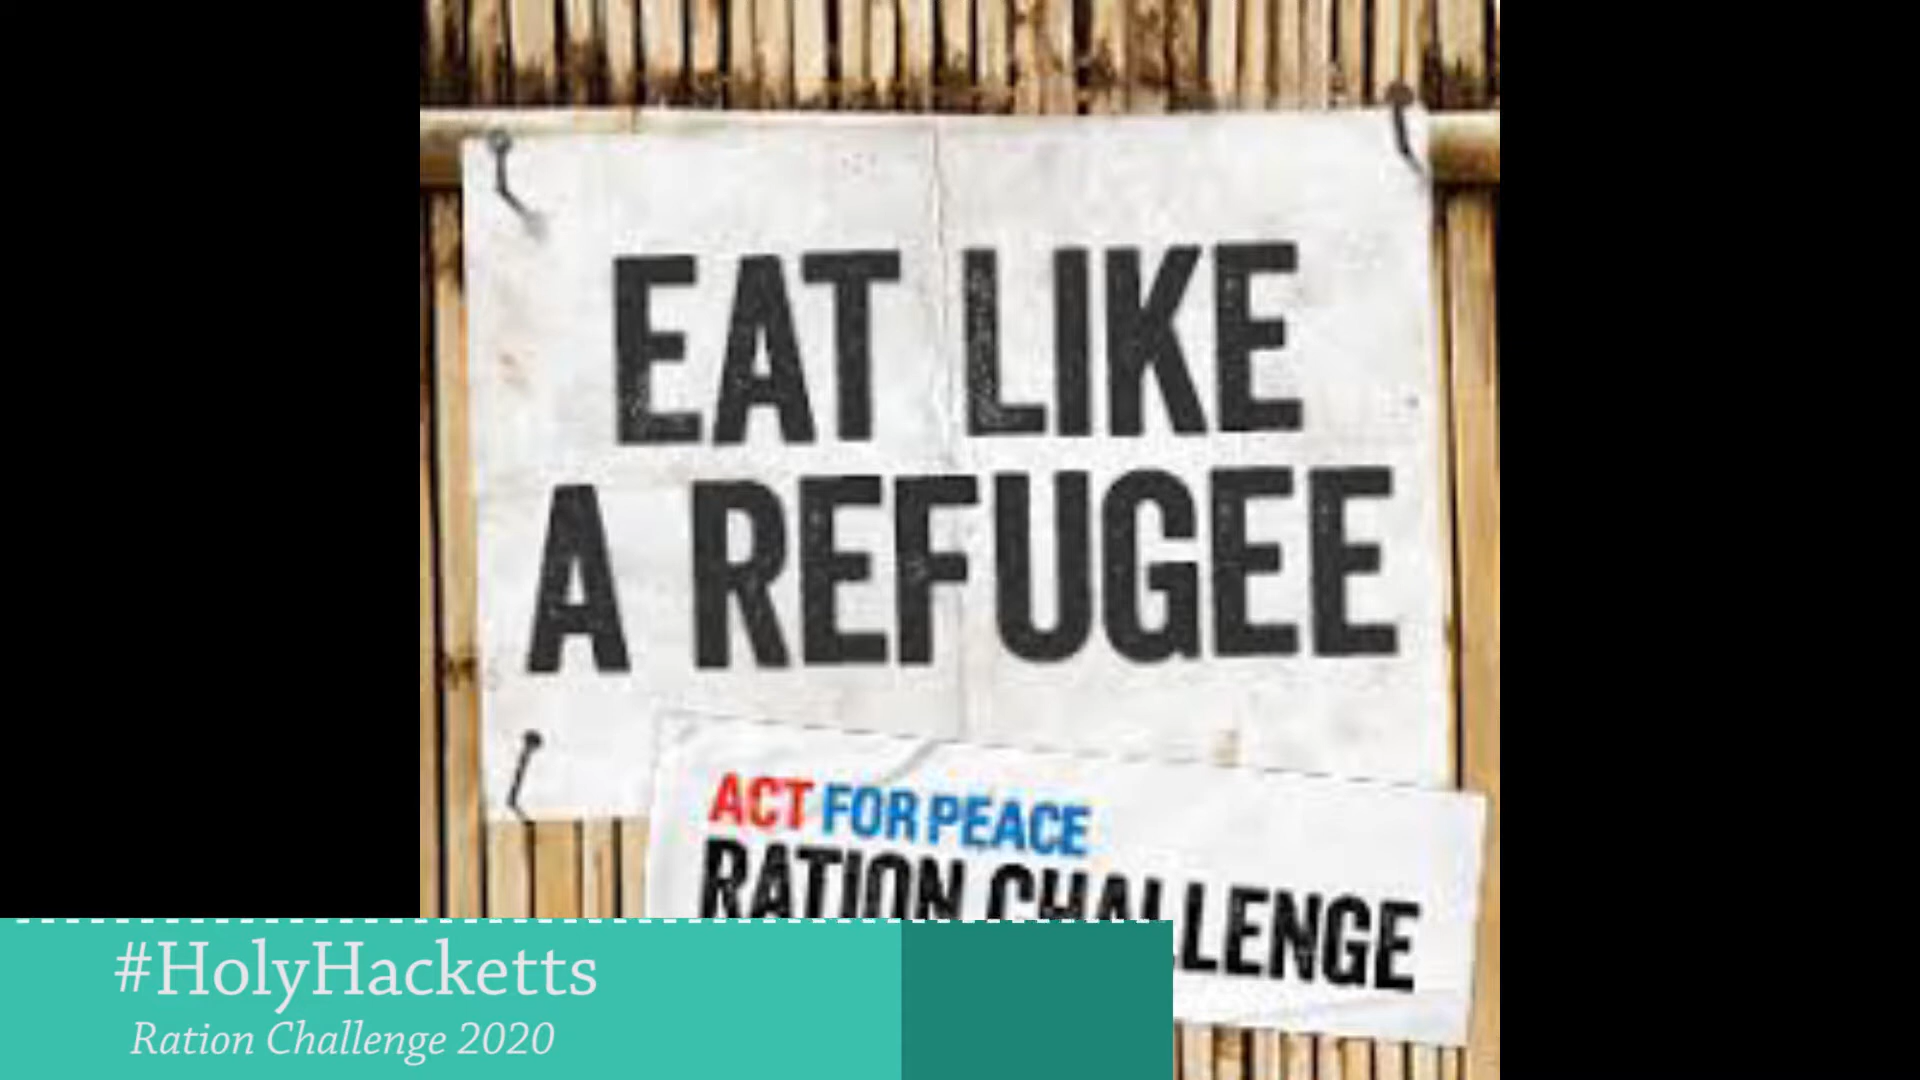 EAT LIKE
A REFUGEE
ACT FOR PEACE
RATION CHALLENGE
#HolyHacketts
Ration Challenge 2020